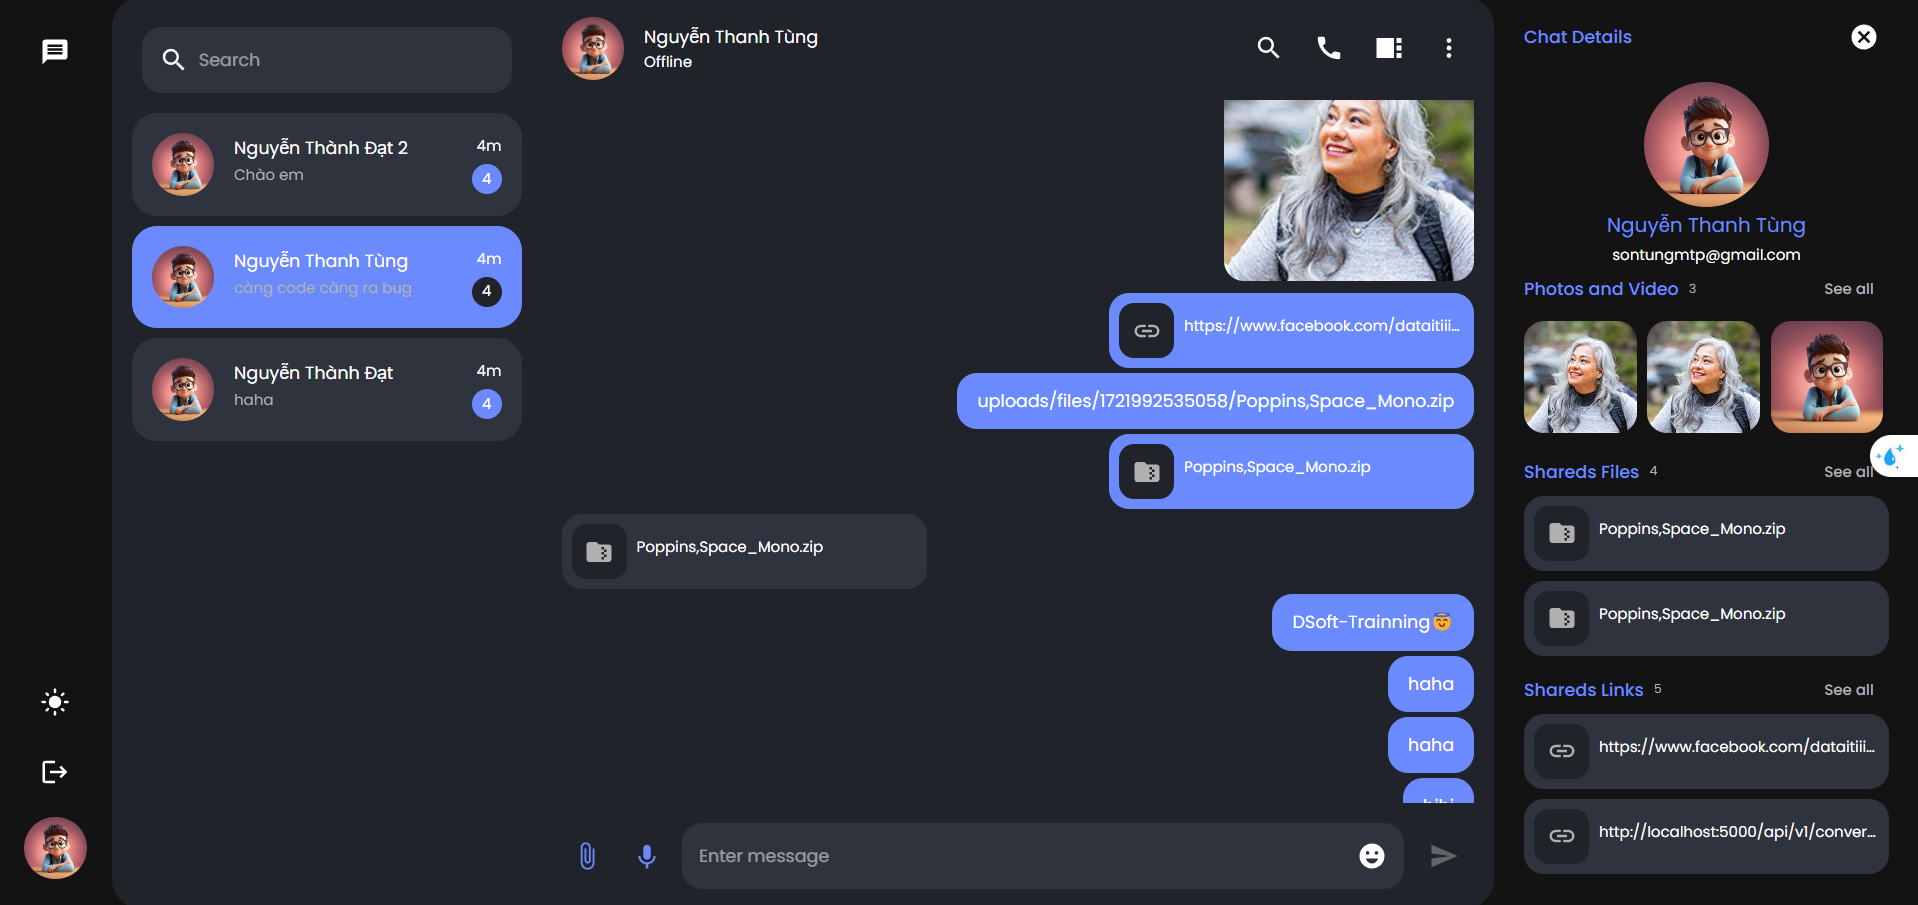 Search
Nguyễn Thành Đạt 2
4m
Chào em
4
Nguyễn Thanh Tùng
4m
càng code càng ra bug
4
Nguyễn Thành Đạt
4m
haha
4
Nguyễn Thanh Tùng
Offline
https://www.facebook.com/dataitiii...
uploads/files/1721992535058/Poppins,Space_Mono.zip
Poppins,Space_Mono.zip
Poppins,Space_Mono.zip
DSoft-Trainning😇
haha
haha
Enter message
Chat Details
Nguyễn Thanh Tùng
sontungmtp@gmail.com
Photos and Video 3
See all
Shareds Files 4
See all
Poppins,Space_Mono.zip
Poppins,Space_Mono.zip
Shareds Links 5
See all
https://www.facebook.com/dataitiii...
http://localhost:5000/api/v1/conver...